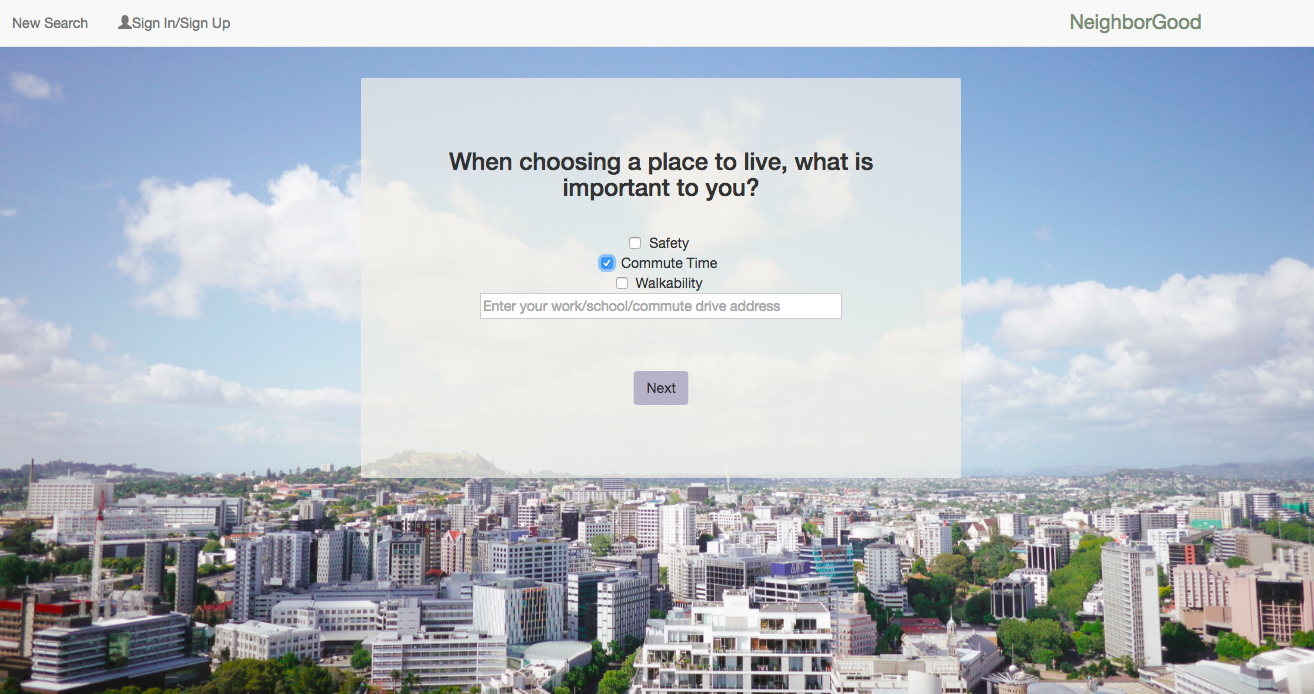 New Search
Sign In/Sign Up
NeighborGood
When choosing a place to live, what is
important to you?
Safety
Commute Time
Walkability
Enter your work/school/commute drive address
Next